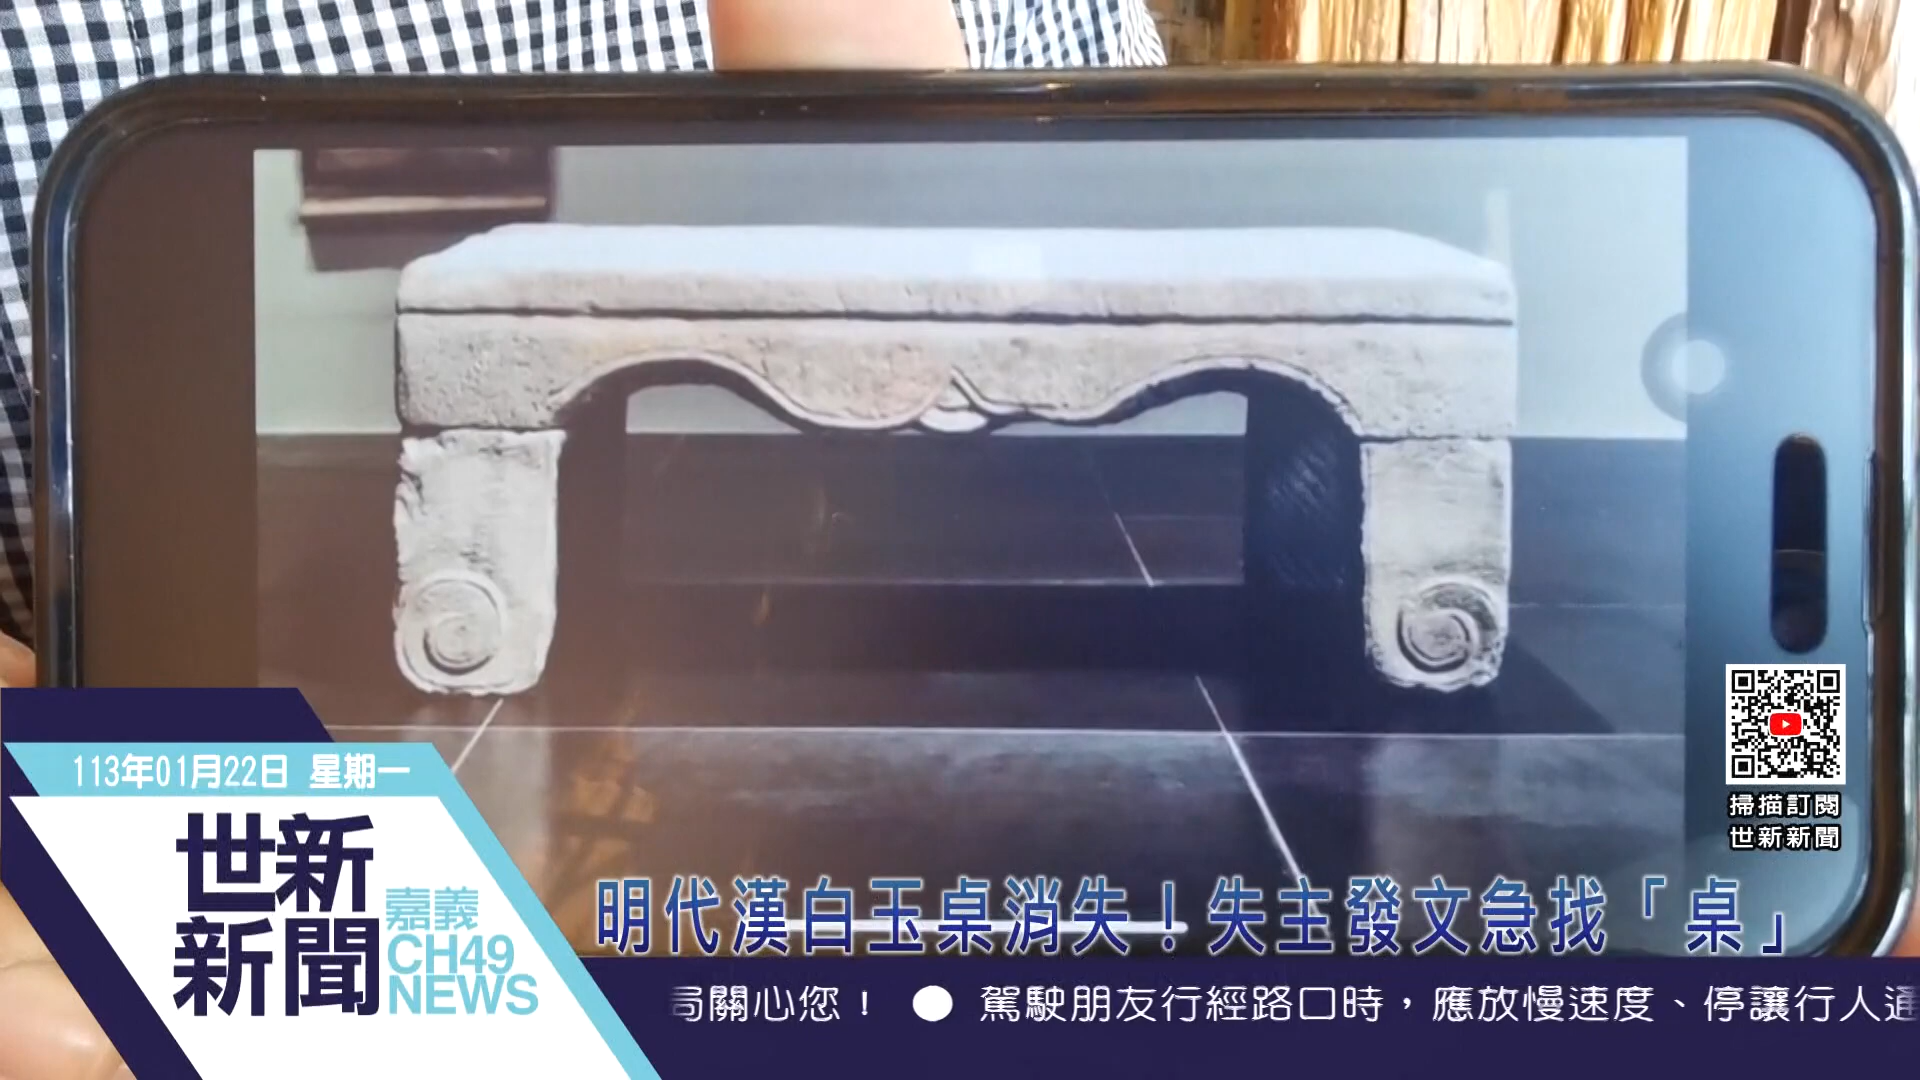 113年01月22日 星期一
世新
新聞
嘉義
CH49
NEWS
掃描訂閱
世新新聞
明代漢白玉桌消失！失主發文急找「桌」
局關心您！ ● 駕駛朋友行經路口時，應放慢速度、停讓行人通